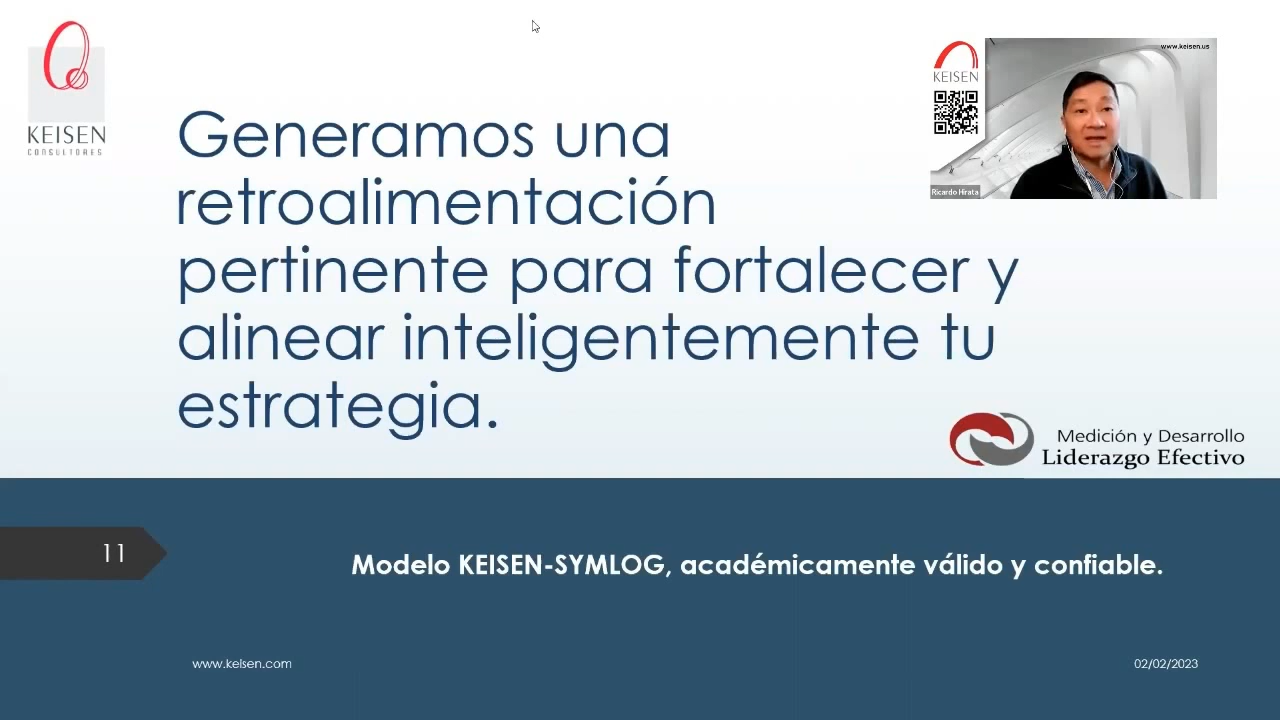 KEISEN
CONSULTORES
www.keisen.us
KEISEN
Ricardo Hirata
Generamos una
retroalimentación
pertinente para fortalecer y
alinear inteligentemente tu
estrategia.
Medición y Desarrollo
Liderazgo Efectivo
11
Modelo KEISEN-SYMLOG, académicamente válido y confiable.
www.keisen.com
02/02/2023